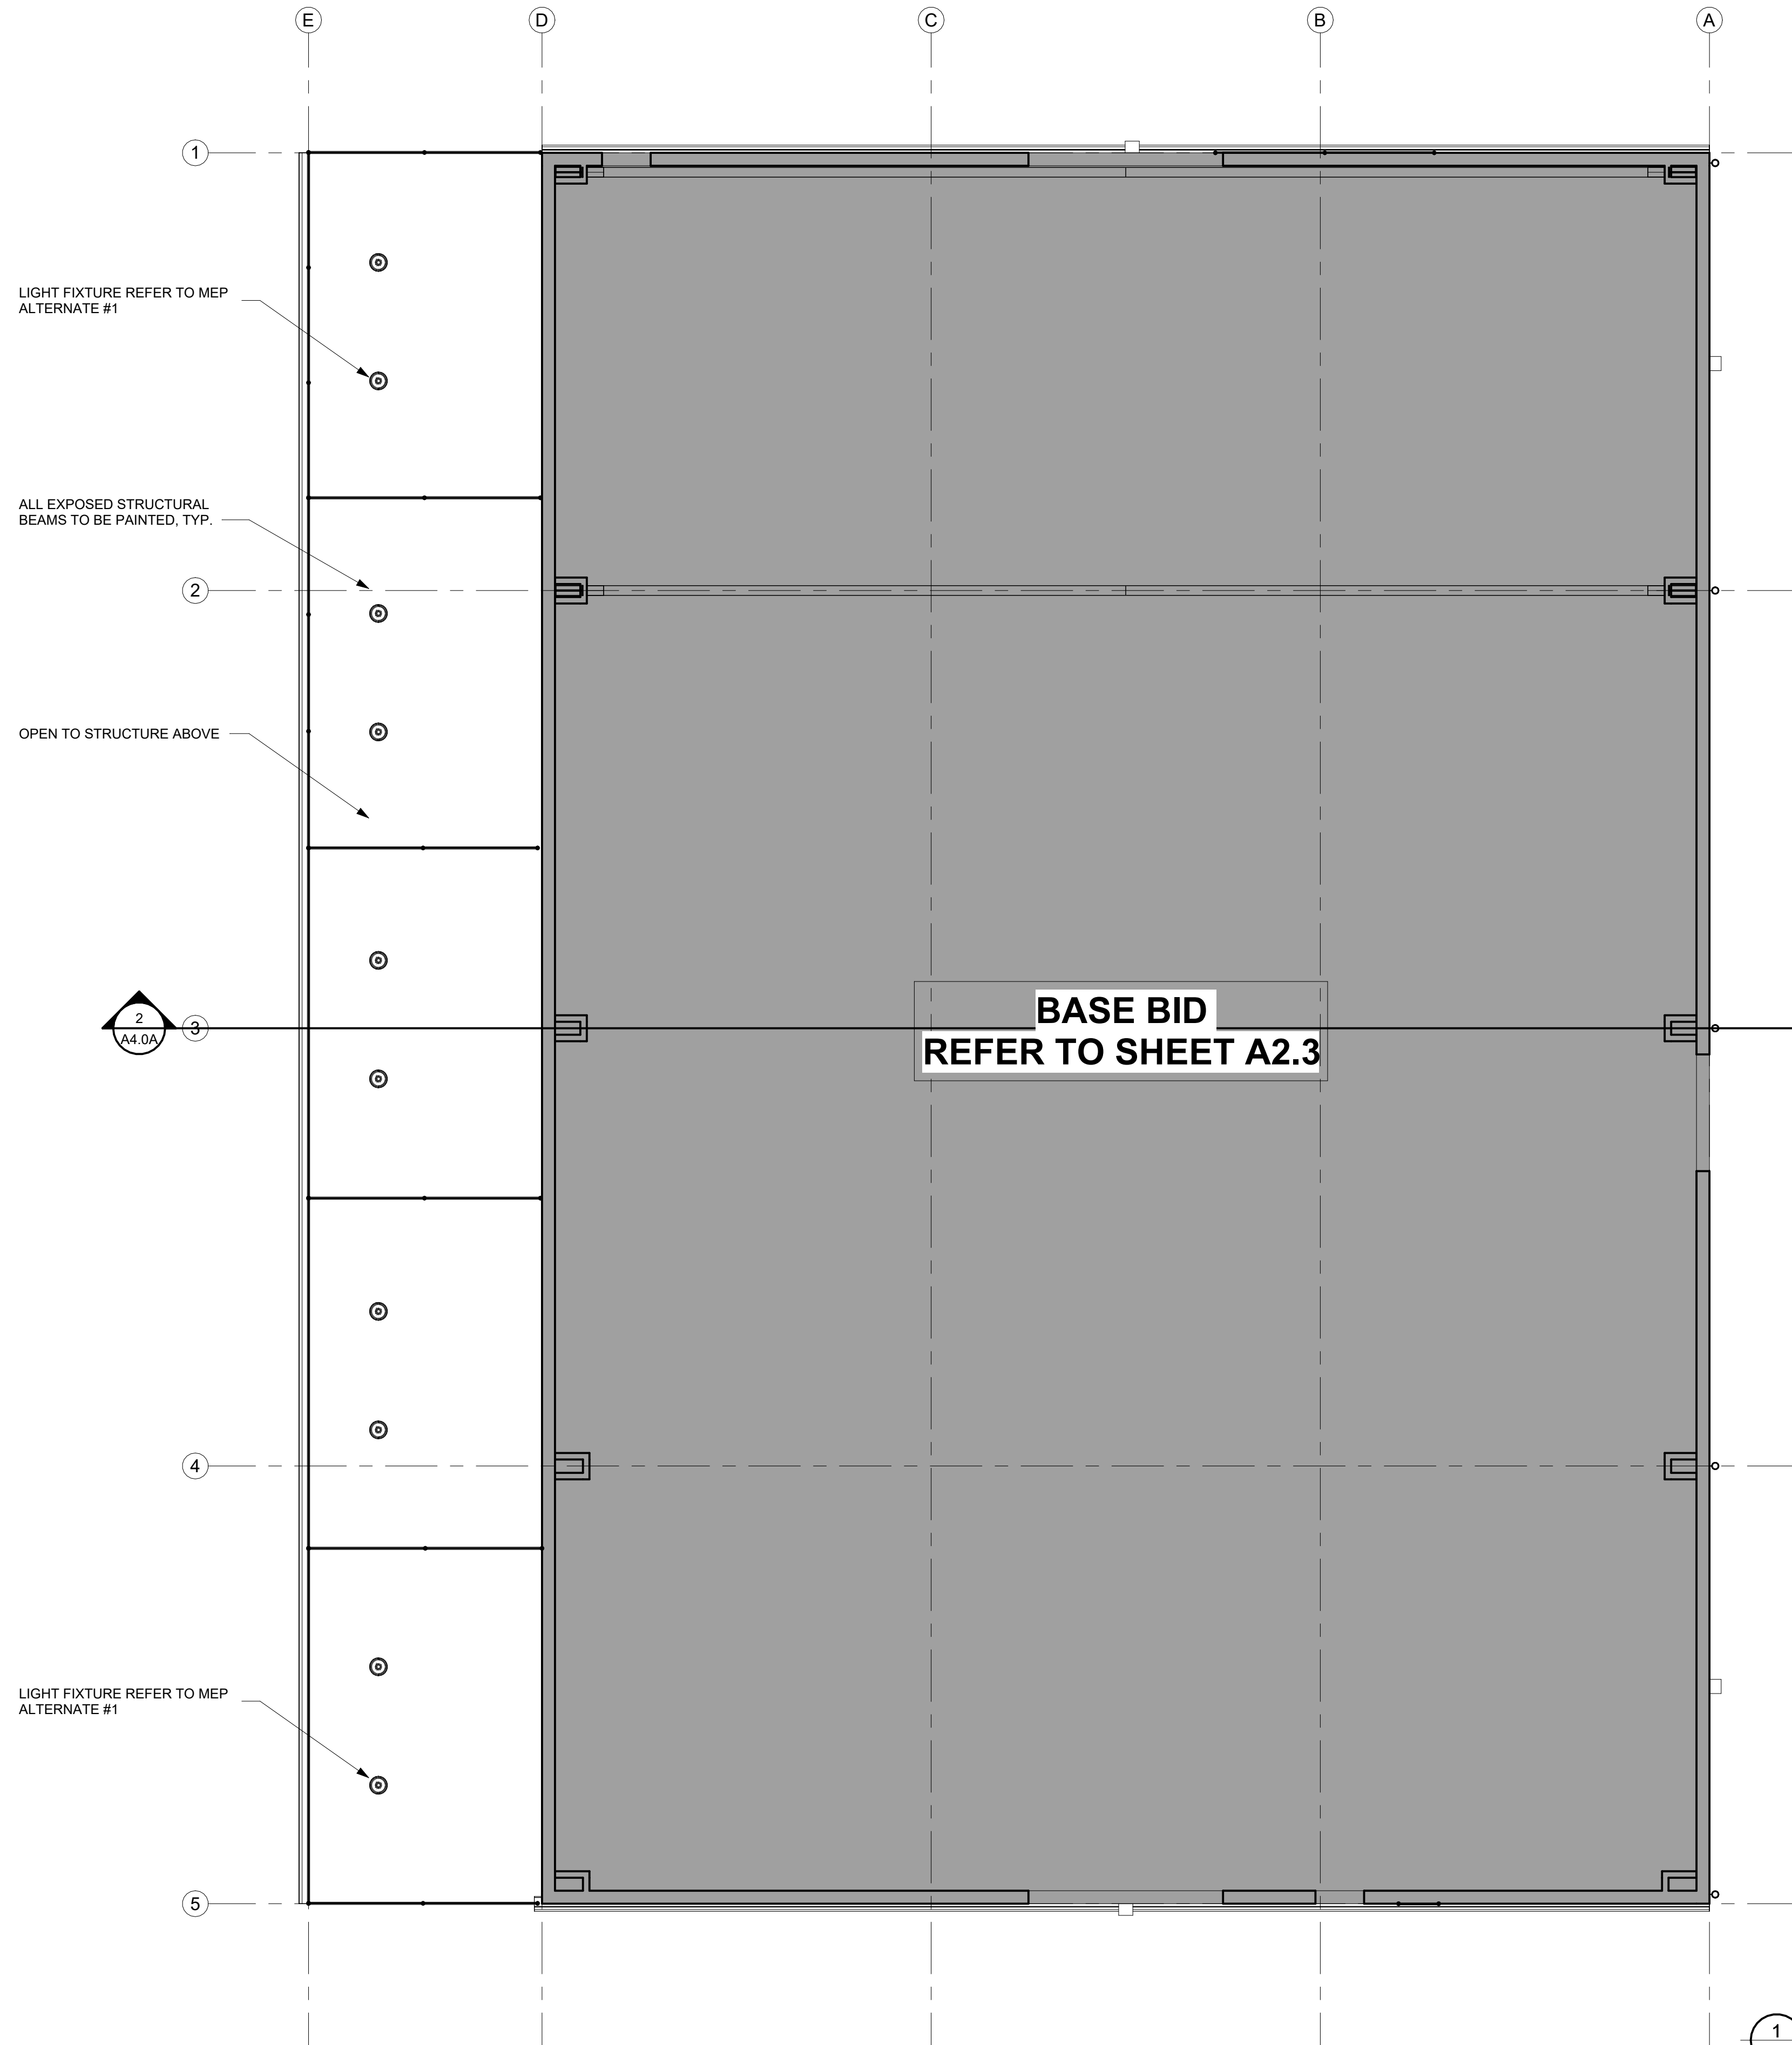 E
D
C
B
A
1
LIGHT FIXTURE REFER TO MEP
ALTERNATE #1
ALL EXPOSED STRUCTURAL
BEAMS TO BE PAINTED, TYP.
2
OPEN TO STRUCTURE ABOVE
BASE BID
REFER TO SHEET A2.3
2
A4.0A
3
4
LIGHT FIXTURE REFER TO MEP
ALTERNATE #1
5
1